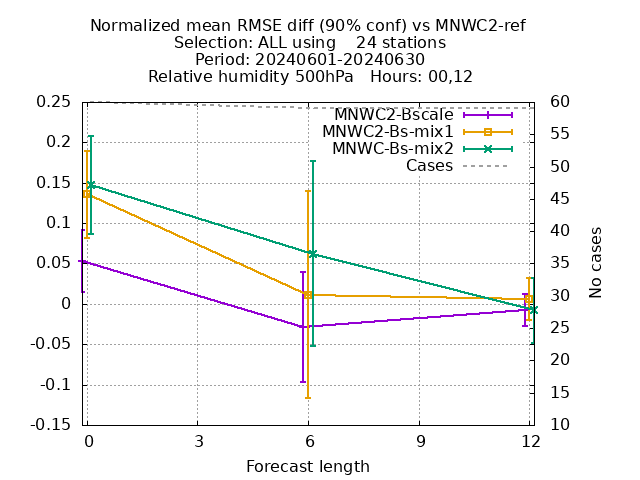 Normalized mean RMSE diff (90% conf) vs MNWC2-ref
Selection: ALL using    24 stations
Period: 20240601-20240630
Relative humidity 500hPa   Hours: 00,12
0.25
0.2
0.15
0.1
0.05
0
-0.05
-0.1
-0.15
MNWC2-Bscale
MNWC2-Bs-mix1
MNWC-Bs-mix2
Cases
60
55
50
45
40
35
30
25
20
15
10
No cases
0 3 6 9 12
Forecast length